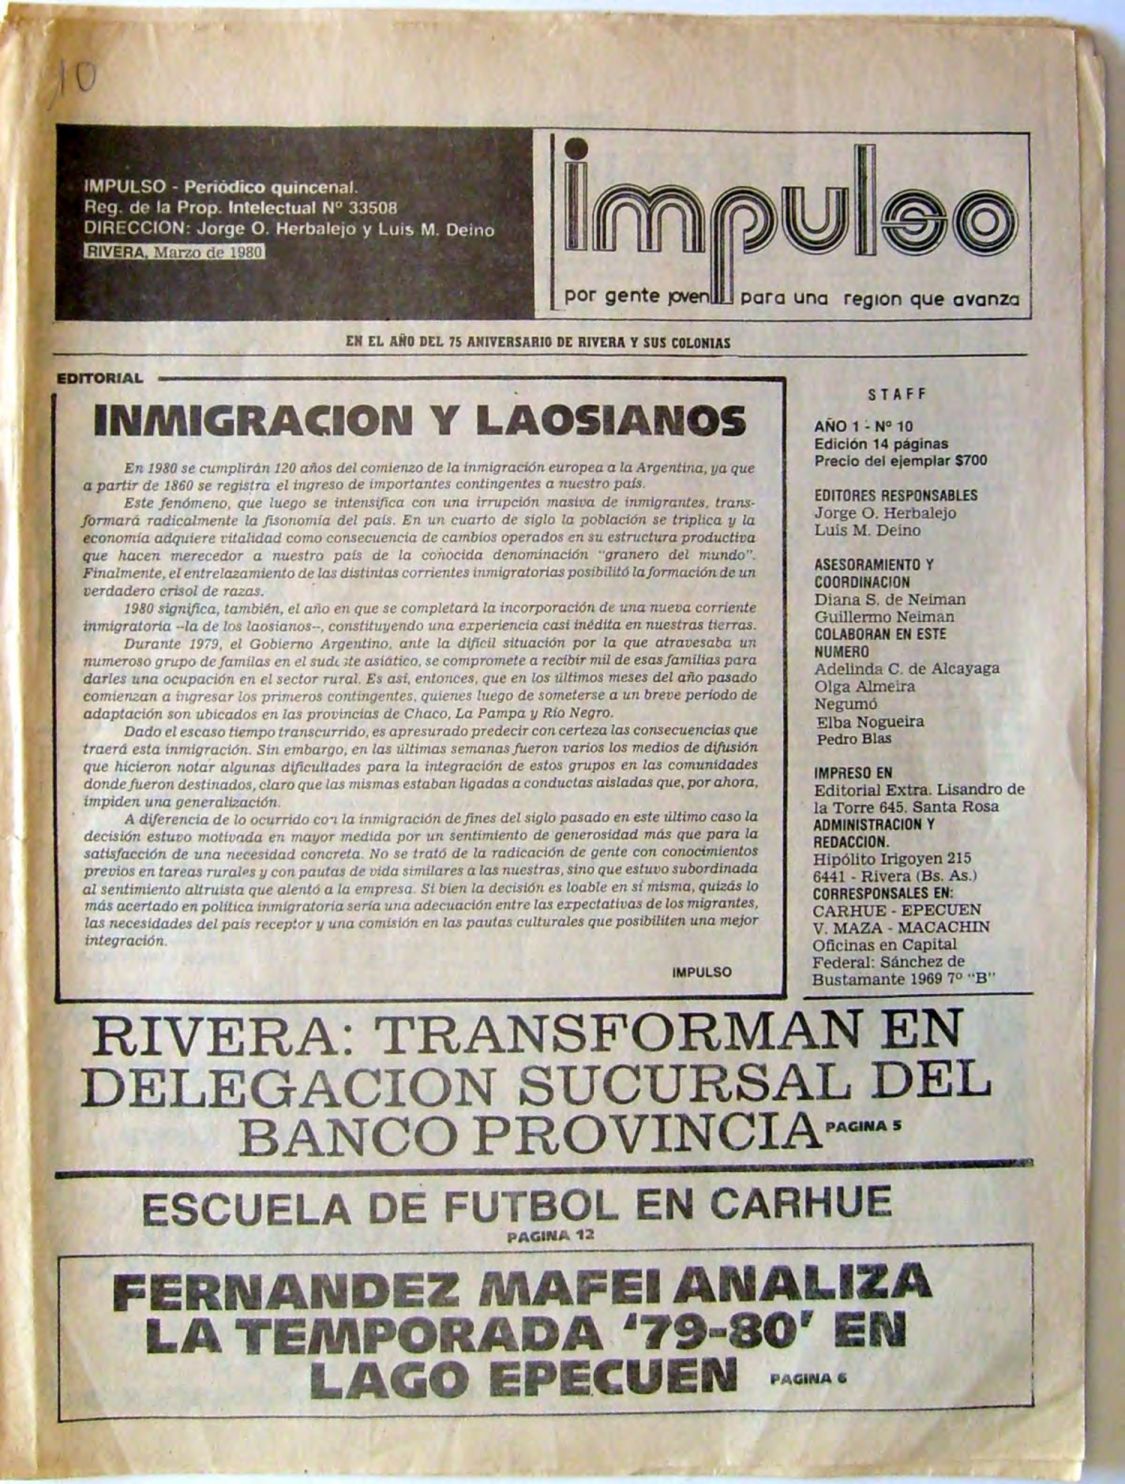 10
IMPULSO - Periódico quincenal.
Reg. de la Prop. Intelectual Nº 33508
DIRECCION: Jorge O. Herbalejo y Luis M. Deino
RIVERA, Marzo de 1980
impulso
por gente joven para una region que avanza
EN EL AÑO DEL 75 ANIVERSARIO DE RIVERA Y SUS COLONIAS
EDITORIAL
INMIGRACION Y LAOSIANOS
En 1980 se cumplirán 120 años del comienzo de la inmigración europea a la Argentina, ya que
a partir de 1860 se registra el ingreso de importantes contingentes a nuestro país.
Este fenómeno, que luego se intensifica con una irrupción masiva de inmigrantes, trans-
formará radicalmente la fisonomía del país. En un cuarto de siglo la población se triplica y la
economía adquiere vitalidad como consecuencia de cambios operados en su estructura productiva
que hacen merecedor a nuestro país de la conocida denominación "granero del mundo".
Finalmente, el entrelazamiento de las distintas corrientes inmigratorias posibilitó la formación de un
verdadero crisol de razas.
1980 significa, también, el año en que se completará la incorporación de una nueva corriente
inmigratoria --la de los laosianos--, constituyendo una experiencia casi inédita en nuestras tierras.
Durante 1979, el Gobierno Argentino, ante la difícil situación por la que atravesaba un
numeroso grupo de familas en el sudeste asiático, se compromete a recibir mil de esas familias para
darles una ocupación en el sector rural. Es así, entonces, que en los últimos meses del año pasado
comienzan a ingresar los primeros contingentes, quienes luego de someterse a un breve período de
adaptación son ubicados en las provincias de Chaco, La Pampa y Río Negro.
Dado el escaso tiempo transcurrido, es apresurado predecir con certeza las consecuencias que
traerá esta inmigración. Sin embargo, en las últimas semanas fueron varios los medios de difusión
que hicieron notar algunas dificultades para la integración de estos grupos en las comunidades
donde fueron destinados, claro que las mismas estaban ligadas a conductas aisladas que, por ahora,
impiden una generalización.
A diferencia de lo ocurrido con la inmigración de fines del siglo pasado en este último caso la
decisión estuvo motivada en mayor medida por un sentimiento de generosidad más que para la
satisfacción de una necesidad concreta. No se trató de la radicación de gente con conocimientos
previos en tareas rurales y con pautas de vida similares a las nuestras, sino que estuvo subordinada
al sentimiento altruista que alentó a la empresa. Si bien la decisión es loable en sí misma, quizás lo
más acertado en política inmigratoria sería una adecuación entre las expectativas de los migrantes,
las necesidades del país receptor y una comisión en las pautas culturales que posibiliten una mejor
integración.
IMPULSO
STAFF
AÑO 1 - Nº 10
Edición 14 páginas
Precio del ejemplar $700
EDITORES RESPONSABLES
Jorge O. Herbalejo
Luis M. Deino
ASESORAMIENTO Y
COORDINACION
Diana S. de Neiman
Guillermo Neiman
COLABORAN EN ESTE
NUMERO
Adelinda C. de Alcayaga
Olga Almeira
Negumó
Elba Nogueira
Pedro Blas
IMPRESO EN
Editorial Extra. Lisandro de
la Torre 645. Santa Rosa
ADMINISTRACION Y
REDACCION.
Hipólito Irigoyen 215
6441 - Rivera (Bs. As.)
CORRESPONSALES EN:
CARHUE - EPECUEN
V. MAZA - MACACHIN
Oficinas en Capital
Federal: Sánchez de
Bustamante 1969 7º "B"
RIVERA: TRANSFORMAN EN
DELEGACION SUCURSAL DEL
BANCO PROVINCIA PAGINA 5
ESCUELA DE FUTBOL EN CARHUE
PAGINA 12
FERNANDEZ MAFEI ANALIZA
LA TEMPORADA '79-80' EN
LAGO EPECUEN PAGINA 6